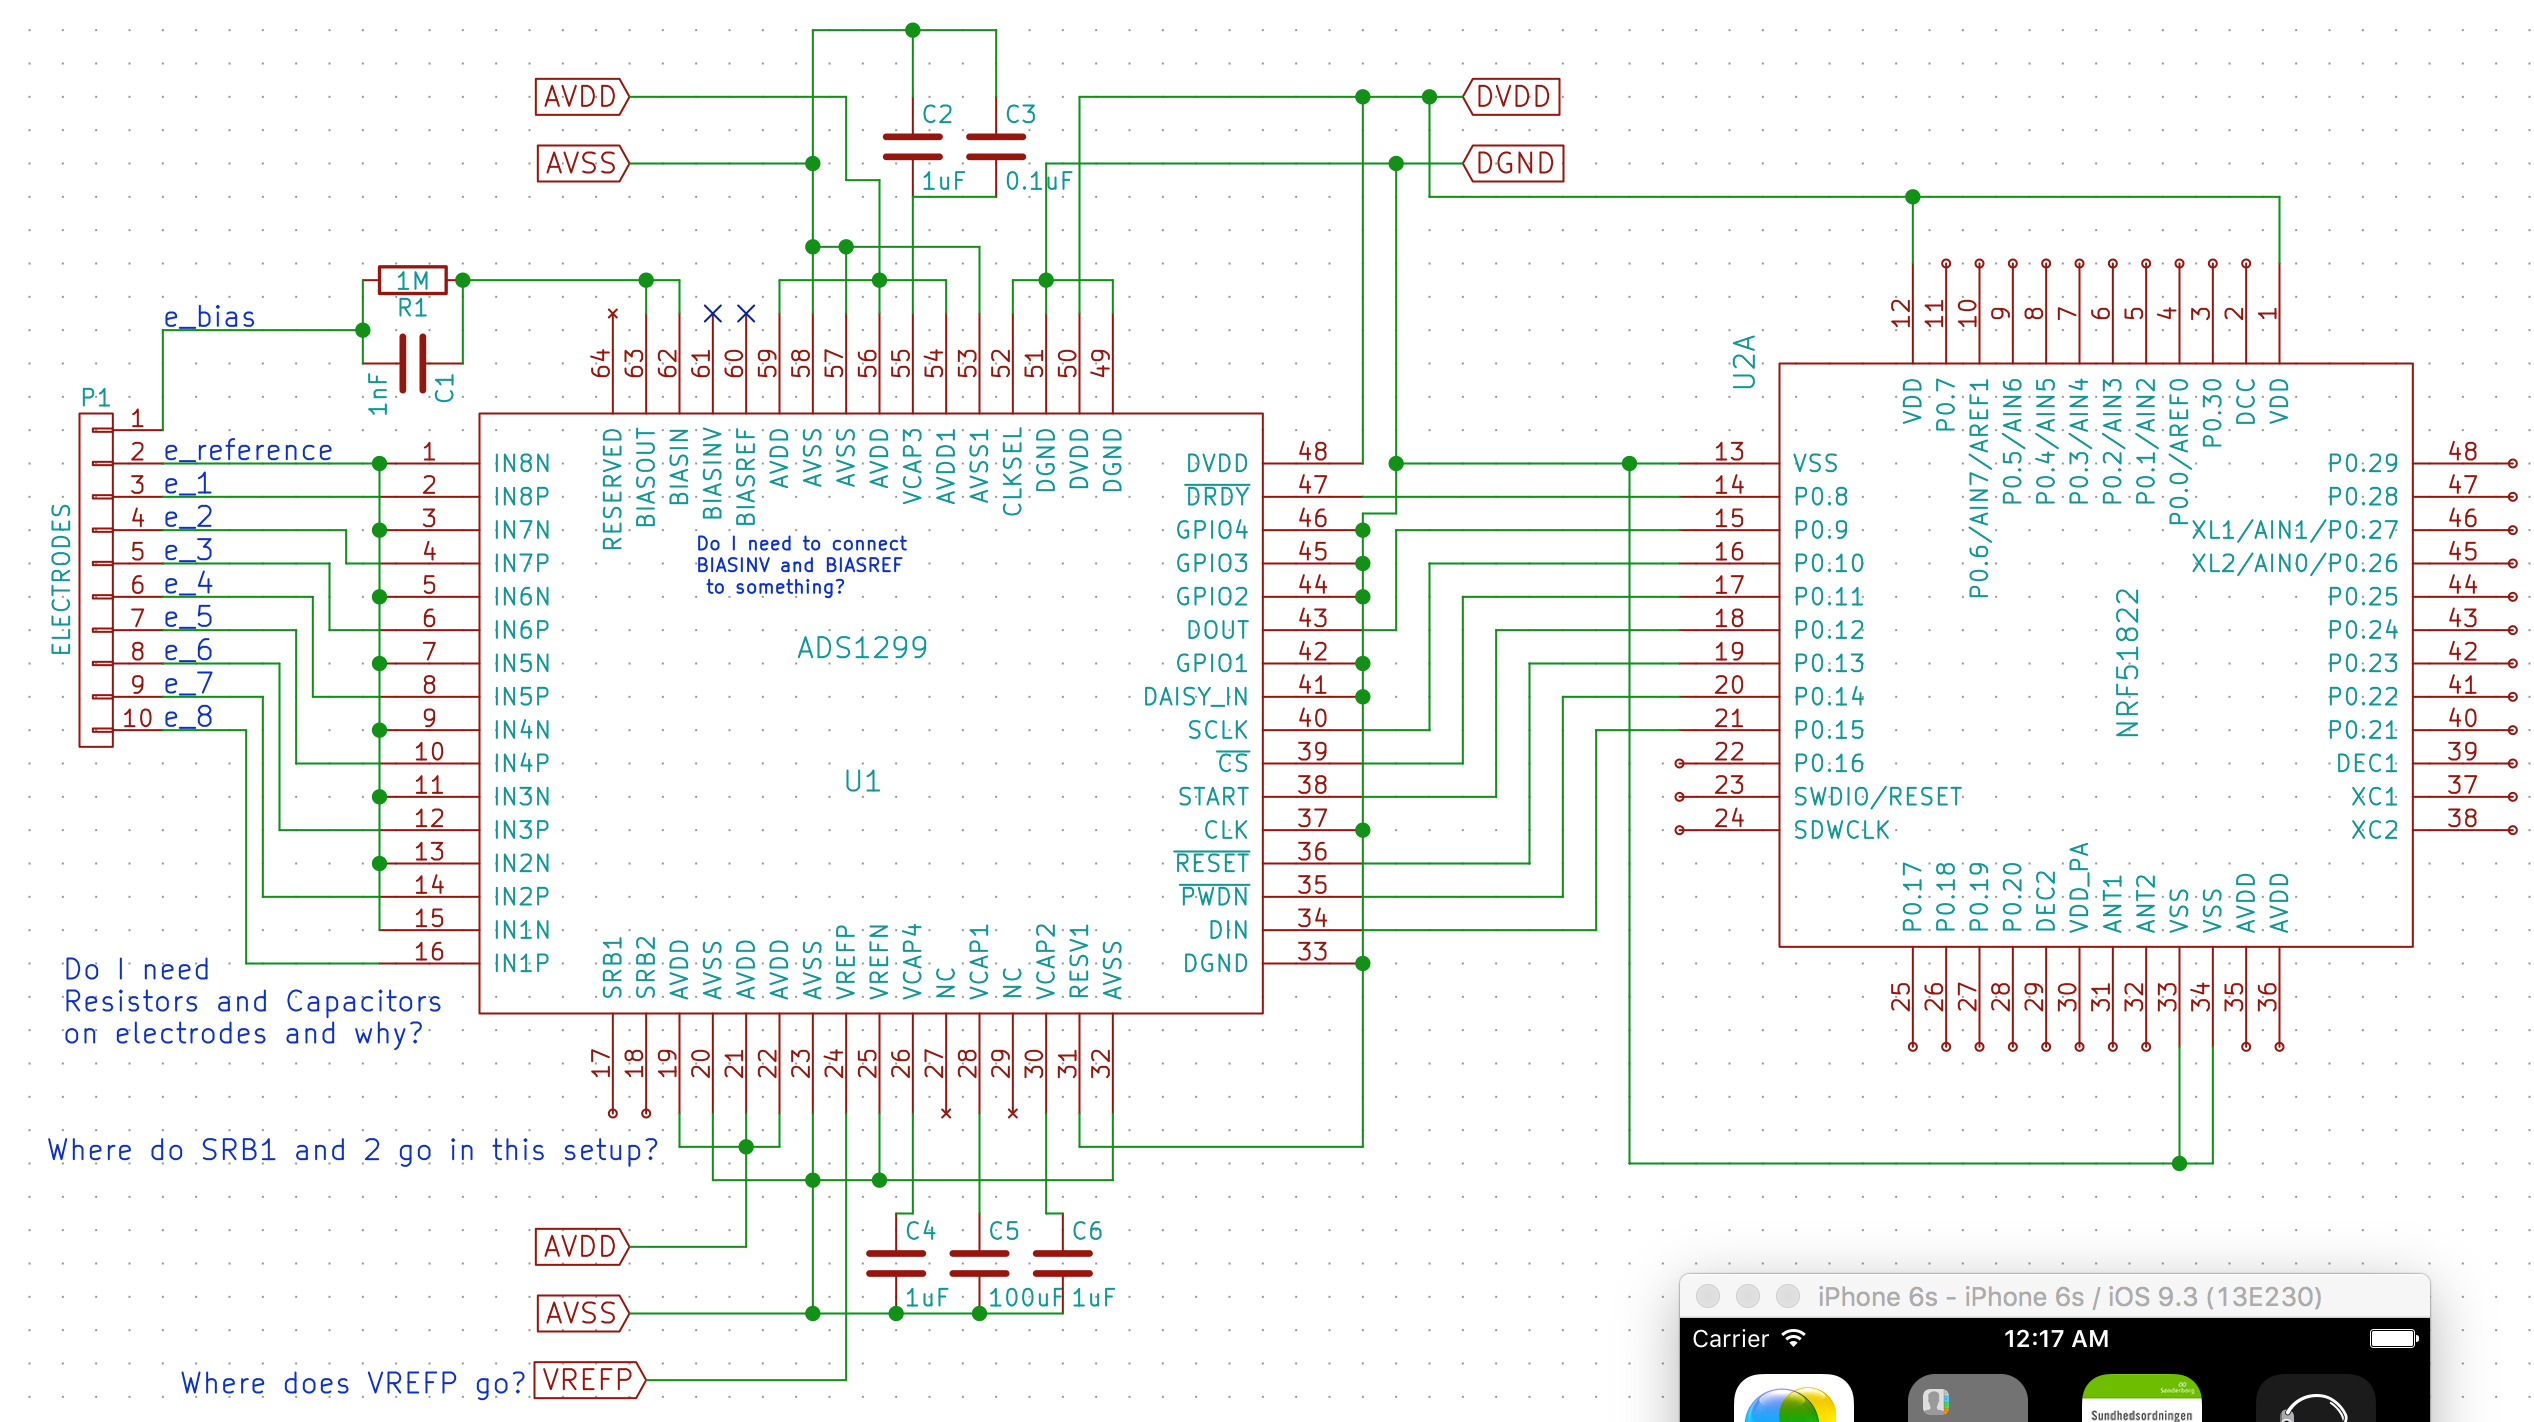 AVDD
AVSS
C2
1uF
C3
0.1uF
DVDD
DGND
1M
R1
1nF
C1
e_bias
P1
ELECTRODES
1
2 e_reference
3 e_1
4 e_2
5 e_3
6 e_4
7 e_5
8 e_6
9 e_7
10 e_8
64 RESERVED
63 BIASOUT
62 BIASIN
61 BIASINV
60 BIASREF
59 AVDD
58 AVSS
57 AVSS
56 AVDD
55 VCAP3
54 AVDD1
53 AVSS1
52 CLKSEL
51 DGND
50 DVDD
49 DGND
1 IN8N
2 IN8P
3 IN7N
4 IN7P
5 IN6N
6 IN6P
7 IN5N
8 IN5P
9 IN4N
10 IN4P
11 IN3N
12 IN3P
13 IN2N
14 IN2P
15 IN1N
16 IN1P
Do I need to connect
BIASINV and BIASREF
to something?
ADS1299
U1
DVDD 48
DRDY 47
GPIO4 46
GPIO3 45
GPIO2 44
DOUT 43
GPIO1 42
DAISY_IN 41
SCLK 40
CS 39
START 38
CLK 37
RESET 36
PWDN 35
DIN 34
DGND 33
SRB1 17
SRB2 18
AVDD 19
AVSS 20
AVDD 21
AVDD 22
AVSS 23
VREFP 24
VREFN 25
VCAP4 26
NC 27
VCAP1 28
NC 29
VCAP2 30
RESV1 31
AVSS 32
Do I need
Resistors and Capacitors
on electrodes and why?
Where do SRB1 and 2 go in this setup?
AVDD
AVSS
C4
1uF
C5
100uF
C6
1uF
Where does VREFP go?
VREFP
U2A
12 VDD
11 P0.7
10 P0.6/AIN7/AREF1
9 P0.5/AIN6
8 P0.4/AIN5
7 P0.3/AIN4
6 P0.2/AIN3
5 P0.1/AIN2
4 P0.0/AREF0
3 P0.30
2 DCC
1 VDD
13 VSS
14 P0.8
15 P0.9
16 P0.10
17 P0.11
18 P0.12
19 P0.13
20 P0.14
21 P0.15
22 P0.16
23 SWDIO/RESET
24 SDWCLK
NRF51822
P0.29 48
P0.28 47
XL1/AIN1/P0.27 46
XL2/AIN0/P0.26 45
P0.25 44
P0.24 43
P0.23 42
P0.22 41
P0.21 40
DEC1 39
XC1 37
XC2 38
P0.17 25
P0.18 26
P0.19 27
P0.20 28
DEC2 29
VDD_PA 30
ANT1 31
ANT2 32
VSS 33
VSS 34
AVDD 35
AVDD 36
iPhone 6s - iPhone 6s / iOS 9.3 (13E230)
Carrier
12:17 AM
Sundhedsordningen